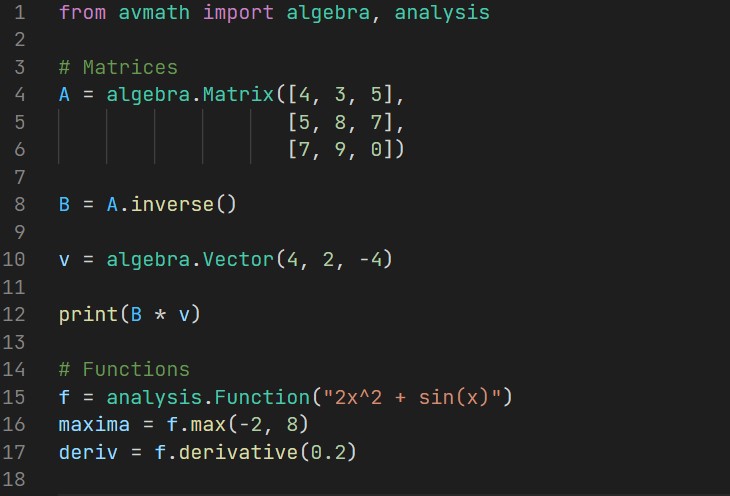 1 from avmath import algebra, analysis
2
3 # Matrices
4 A = algebra.Matrix([4, 3, 5],
5                    [5, 8, 7],
6                    [7, 9, 0])
7
8 B = A.inverse()
9
10 v = algebra.Vector(4, 2, -4)
11
12 print(B * v)
13
14 # Functions
15 f = analysis.Function("2x^2 + sin(x)")
16 maxima = f.max(-2, 8)
17 deriv = f.derivative(0.2)
18